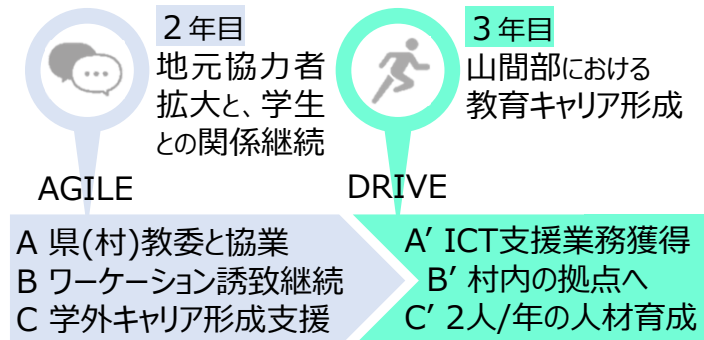 2年目
地元協力者
拡大と、学生
との関係継続
3年目
山間部における
教育キャリア形成
AGILE
DRIVE
A 県(村)教委と協業
B ワーケーション誘致継続
C 学外キャリア形成支援
A′ ICT支援業務獲得
B′ 村内の拠点へ
C′ 2人/年の人材育成